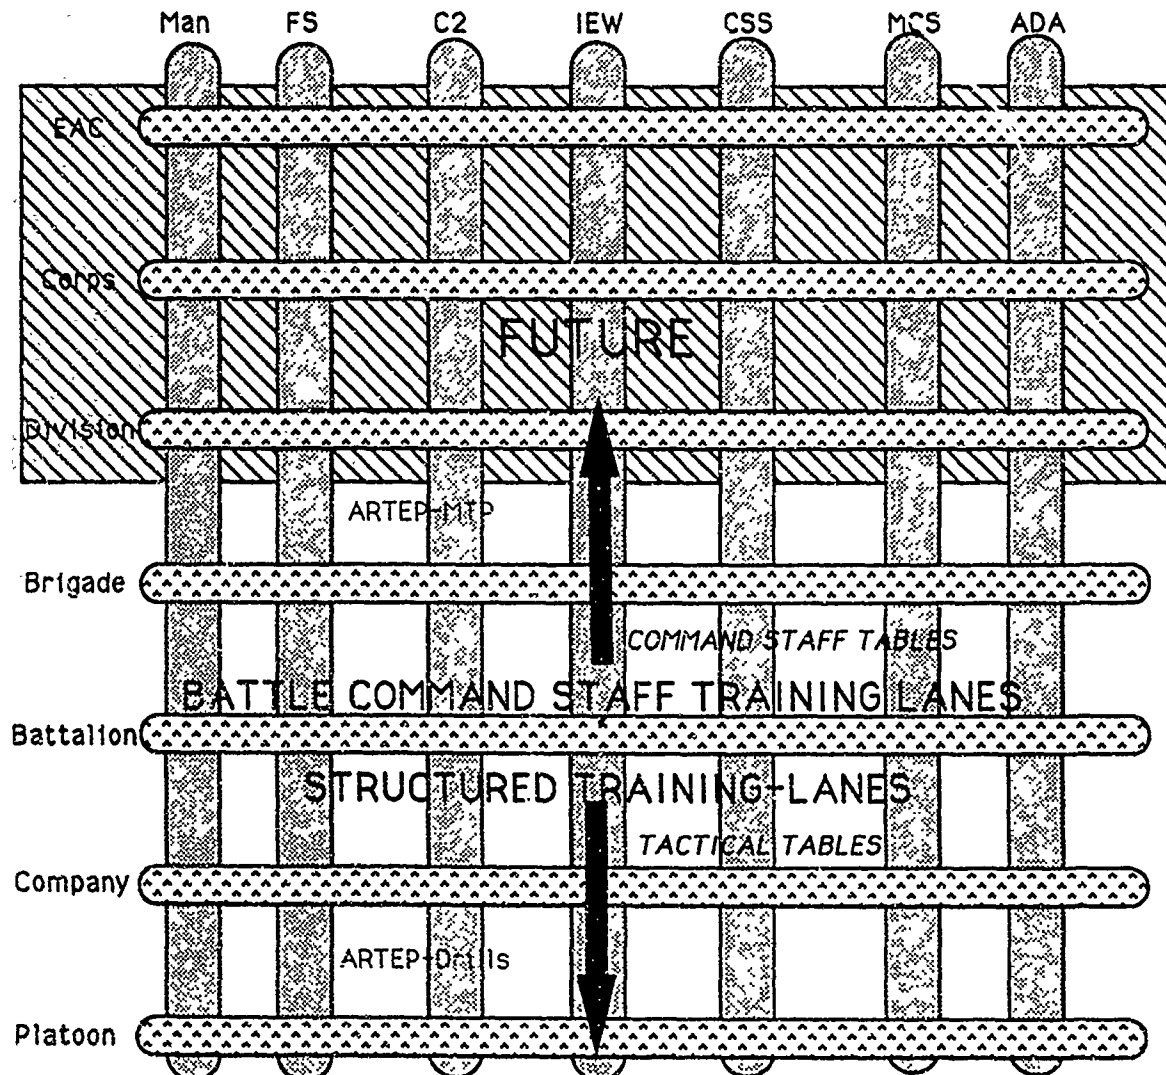 Man FS C2 IEW CSS MCS ADA
EAC
Corps
FUTURE
Division
ARTEP-MTP
Brigade
COMMAND STAFF TABLES
BATTLE COMMAND STAFF TRAINING LANES
Battalion
STRUCTURED TRAINING-LANES
TACTICAL TABLES
Company
ARTEP-Drills
Platoon